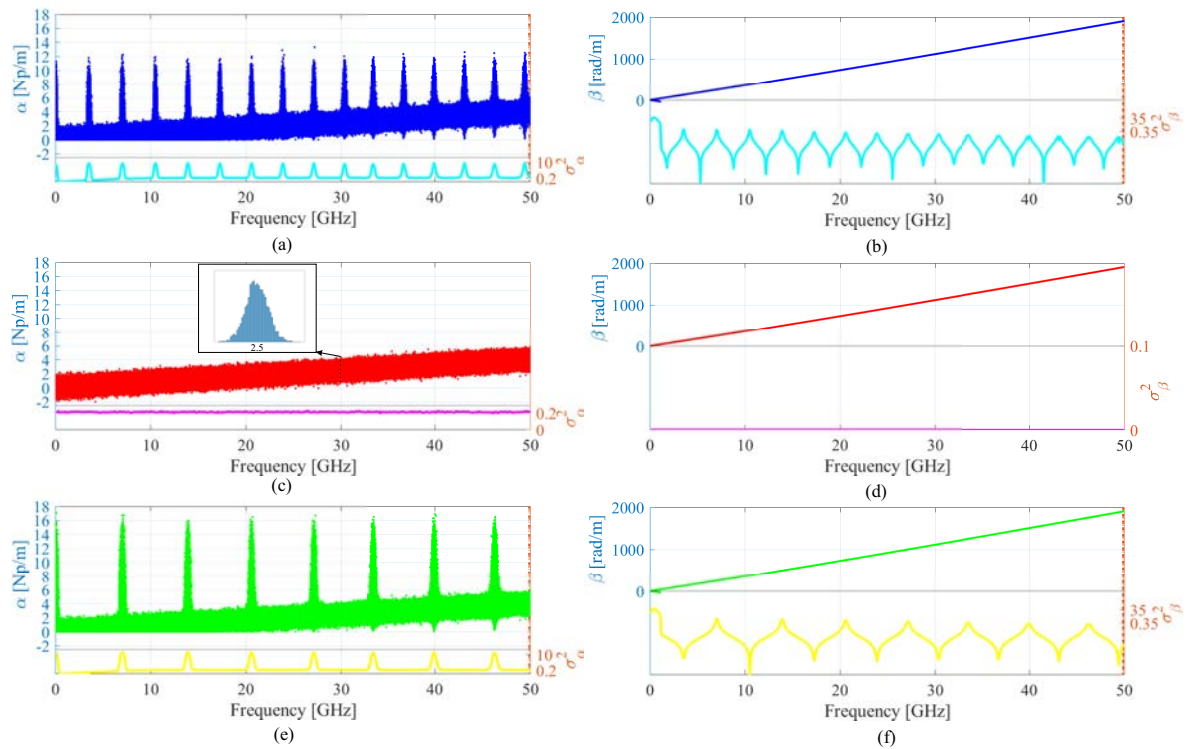 18
16
14
12
10
8
6
4
2
0
-2
α [Np/m]
10
0.2
σ²α
0 10 20 30 40 50
Frequency [GHz]
(a)
2000
1000
0
β [rad/m]
35
0.35
σ²β
0 10 20 30 40 50
Frequency [GHz]
(b)
18
16
14
12
10
8
6
4
2
0
-2
α [Np/m]
2.5
0.2
0
σ²α
0 10 20 30 40 50
Frequency [GHz]
(c)
2000
1000
0
β [rad/m]
0.1
0
σ²β
0 10 20 30 40 50
Frequency [GHz]
(d)
18
16
14
12
10
8
6
4
2
0
-2
α [Np/m]
10
0.2
σ²α
0 10 20 30 40 50
Frequency [GHz]
(e)
2000
1000
0
β [rad/m]
35
0.35
σ²β
0 10 20 30 40 50
Frequency [GHz]
(f)